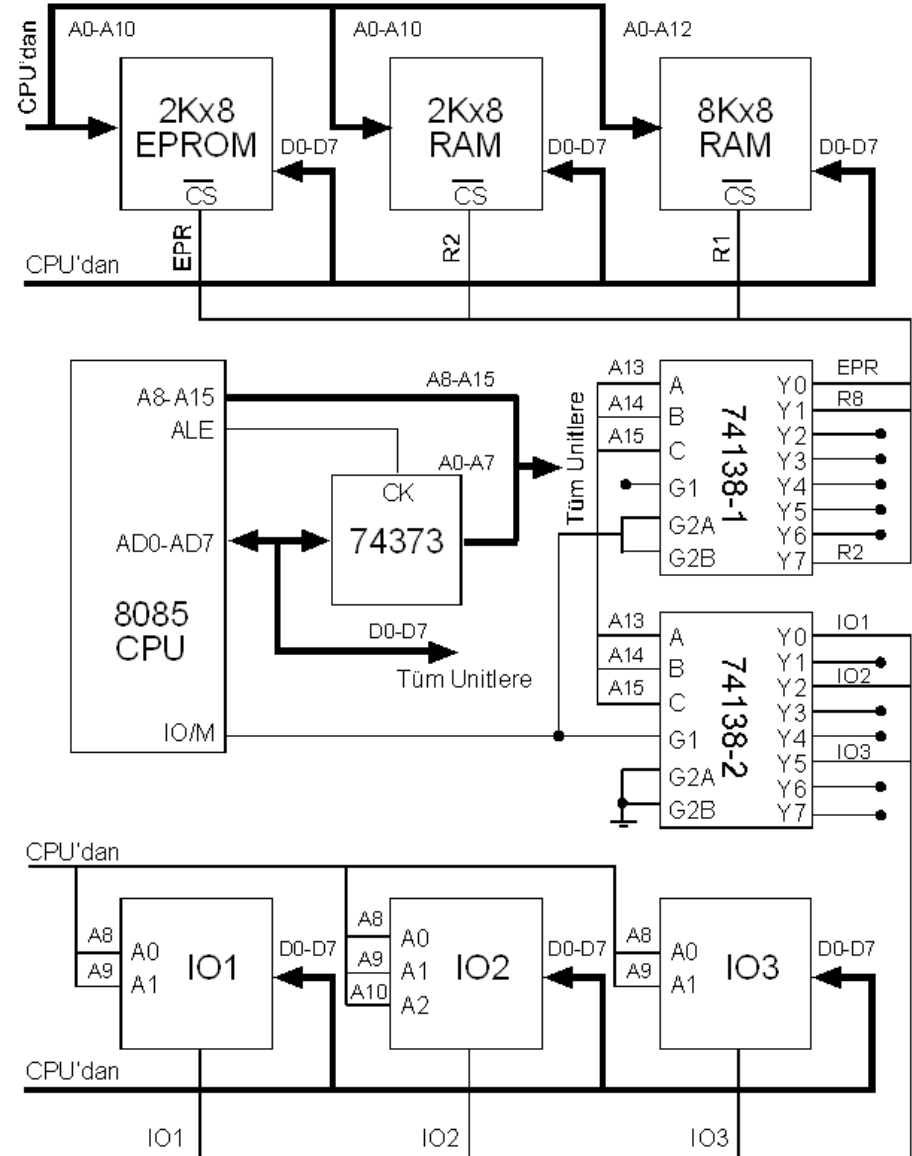 CPU'dan
A0-A10
A0-A10
A0-A12
2Kx8
EPROM
CS
D0-D7
2Kx8
RAM
CS
D0-D7
8Kx8
RAM
CS
D0-D7
EPR
R2
R1
CPU'dan
A8-A15
ALE
AD0-AD7
8085
CPU
IO/M
A8-A15
A0-A7
CK
74373
D0-D7
Tüm Unitlere
Tüm Unitlere
A13
A14
A15
A
B
C
G1
G2A
G2B
74138-1
Y0
Y1
Y2
Y3
Y4
Y5
Y6
Y7
EPR
R8
R2
A13
A14
A15
A
B
C
G1
G2A
G2B
74138-2
Y0
Y1
Y2
Y3
Y4
Y5
Y6
Y7
IO1
IO2
IO3
CPU'dan
A8
A9
A0
A1
IO1
D0-D7
A8
A9
A10
A0
A1
A2
IO2
D0-D7
A8
A9
A0
A1
IO3
D0-D7
CPU'dan
IO1
IO2
IO3